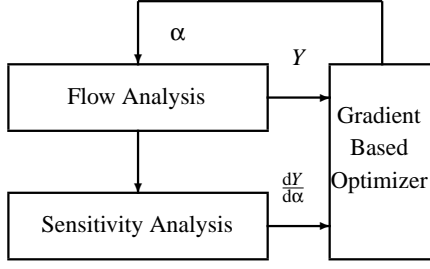 α
Y
Flow Analysis
Gradient
Based
Optimizer
dY
dα
Sensitivity Analysis